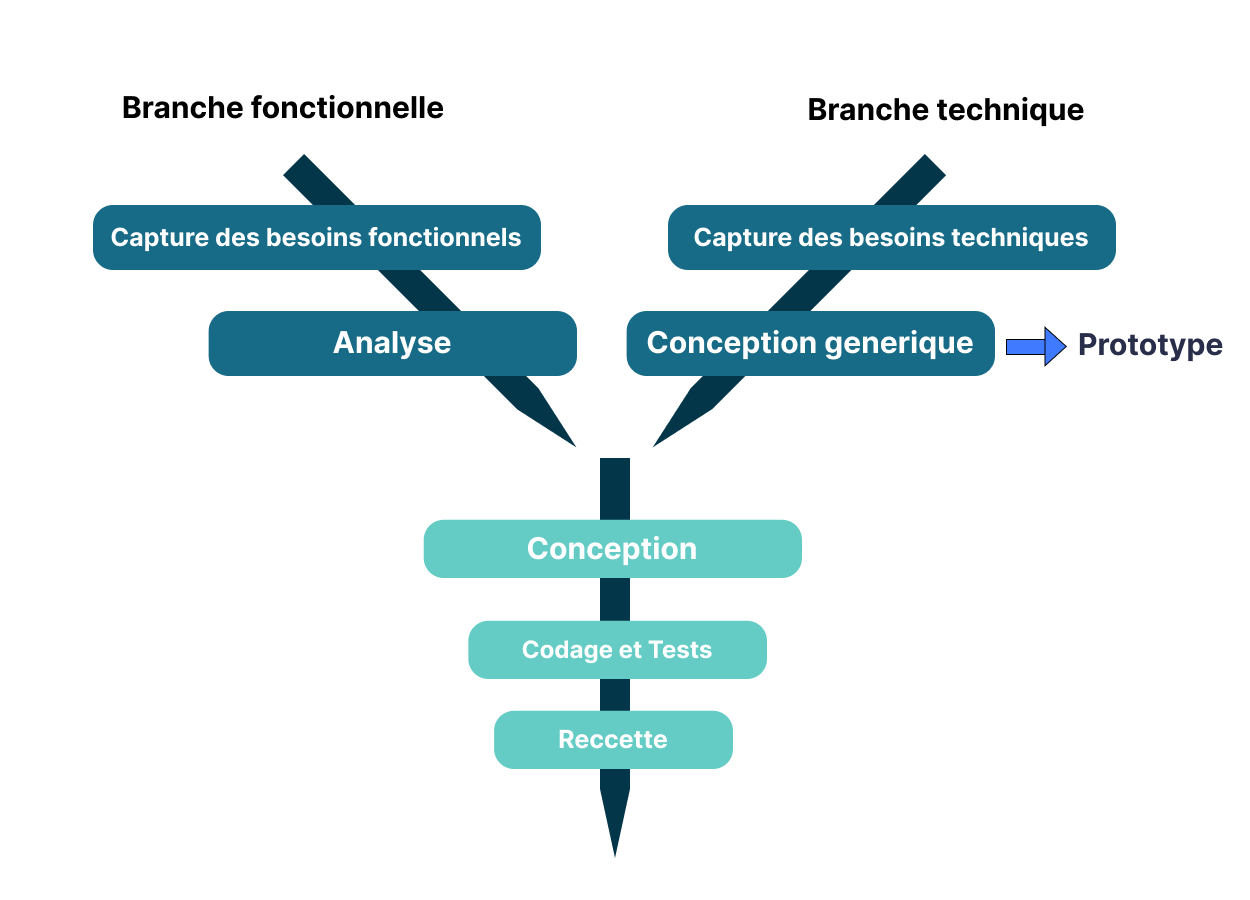 Branche fonctionnelle
Branche technique
Capture des besoins fonctionnels
Capture des besoins techniques
Analyse
Conception generique
Prototype
Conception
Codage et Tests
Reccette